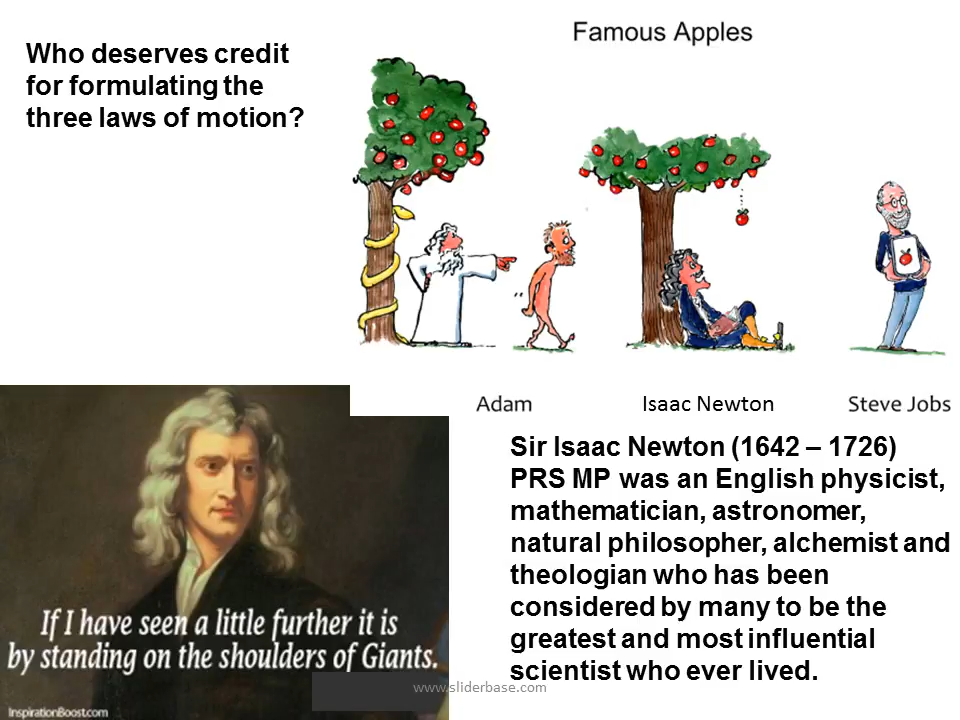 Who deserves credit
for formulating the
three laws of motion?
Famous Apples
Adam
Isaac Newton
Steve Jobs
If I have seen a little further it is
by standing on the shoulders of Giants.
InspirationBoost.com
Sir Isaac Newton (1642 – 1726)
PRS MP was an English physicist,
mathematician, astronomer,
natural philosopher, alchemist and
theologian who has been
considered by many to be the
greatest and most influential
scientist who ever lived.
www.sliderbase.com